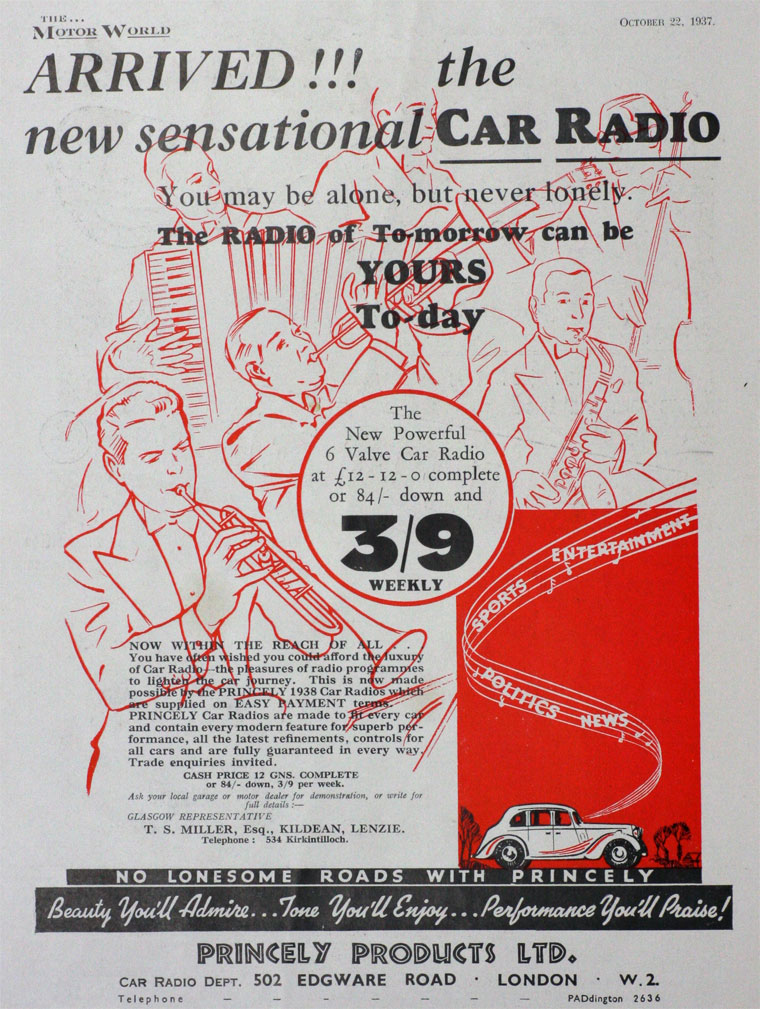 THE...
MOTOR WORLD
OCTOBER 22, 1937.
ARRIVED!!! the
new sensational CAR RADIO
You may be alone, but never lonely.
The RADIO of To-morrow can be
YOURS
To-day
The
New Powerful
6 Valve Car Radio
at £12-12-0 complete
or 84/- down and
3/9
WEEKLY
ENTERTAINMENT
SPORTS
POLITICS
NEWS
NOW WITHIN THE REACH OF ALL .
You have often wished you could afford the luxury
of Car Radio—the pleasures of radio programmes
to lighten the car journey. This is now made
possible by the PRINCELY 1938 Car Radios which
are supplied on EASY PAYMENT terms.
PRINCELY Car Radios are made to fit every car
and contain every modern feature for superb per-
formance, all the latest refinements, controls for
all cars and are fully guaranteed in every way.
Trade enquiries invited.
CASH PRICE 12 GNS. COMPLETE
or 84/- down, 3/9 per week.
Ask your local garage or motor dealer for demonstration, or write for
full details :—
GLASGOW REPRESENTATIVE
T. S. MILLER, Esq., KILDEAN, LENZIE.
Telephone : 534 Kirkintilloch.
NO LONESOME ROADS WITH PRINCELY
Beauty You'll Admire...Tone You'll Enjoy...Performance You'll Praise!
PRINCELY PRODUCTS LTD.
CAR RADIO DEPT. 502 EDGWARE ROAD · LONDON · W.2.
Telephone - - - - - - - PADdington 2636